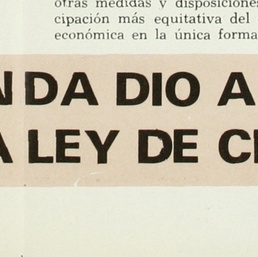 otras medidas y disposiciones
cipación más equitativa del
económica en la única forma
NDA DIO A
A LEY DE C